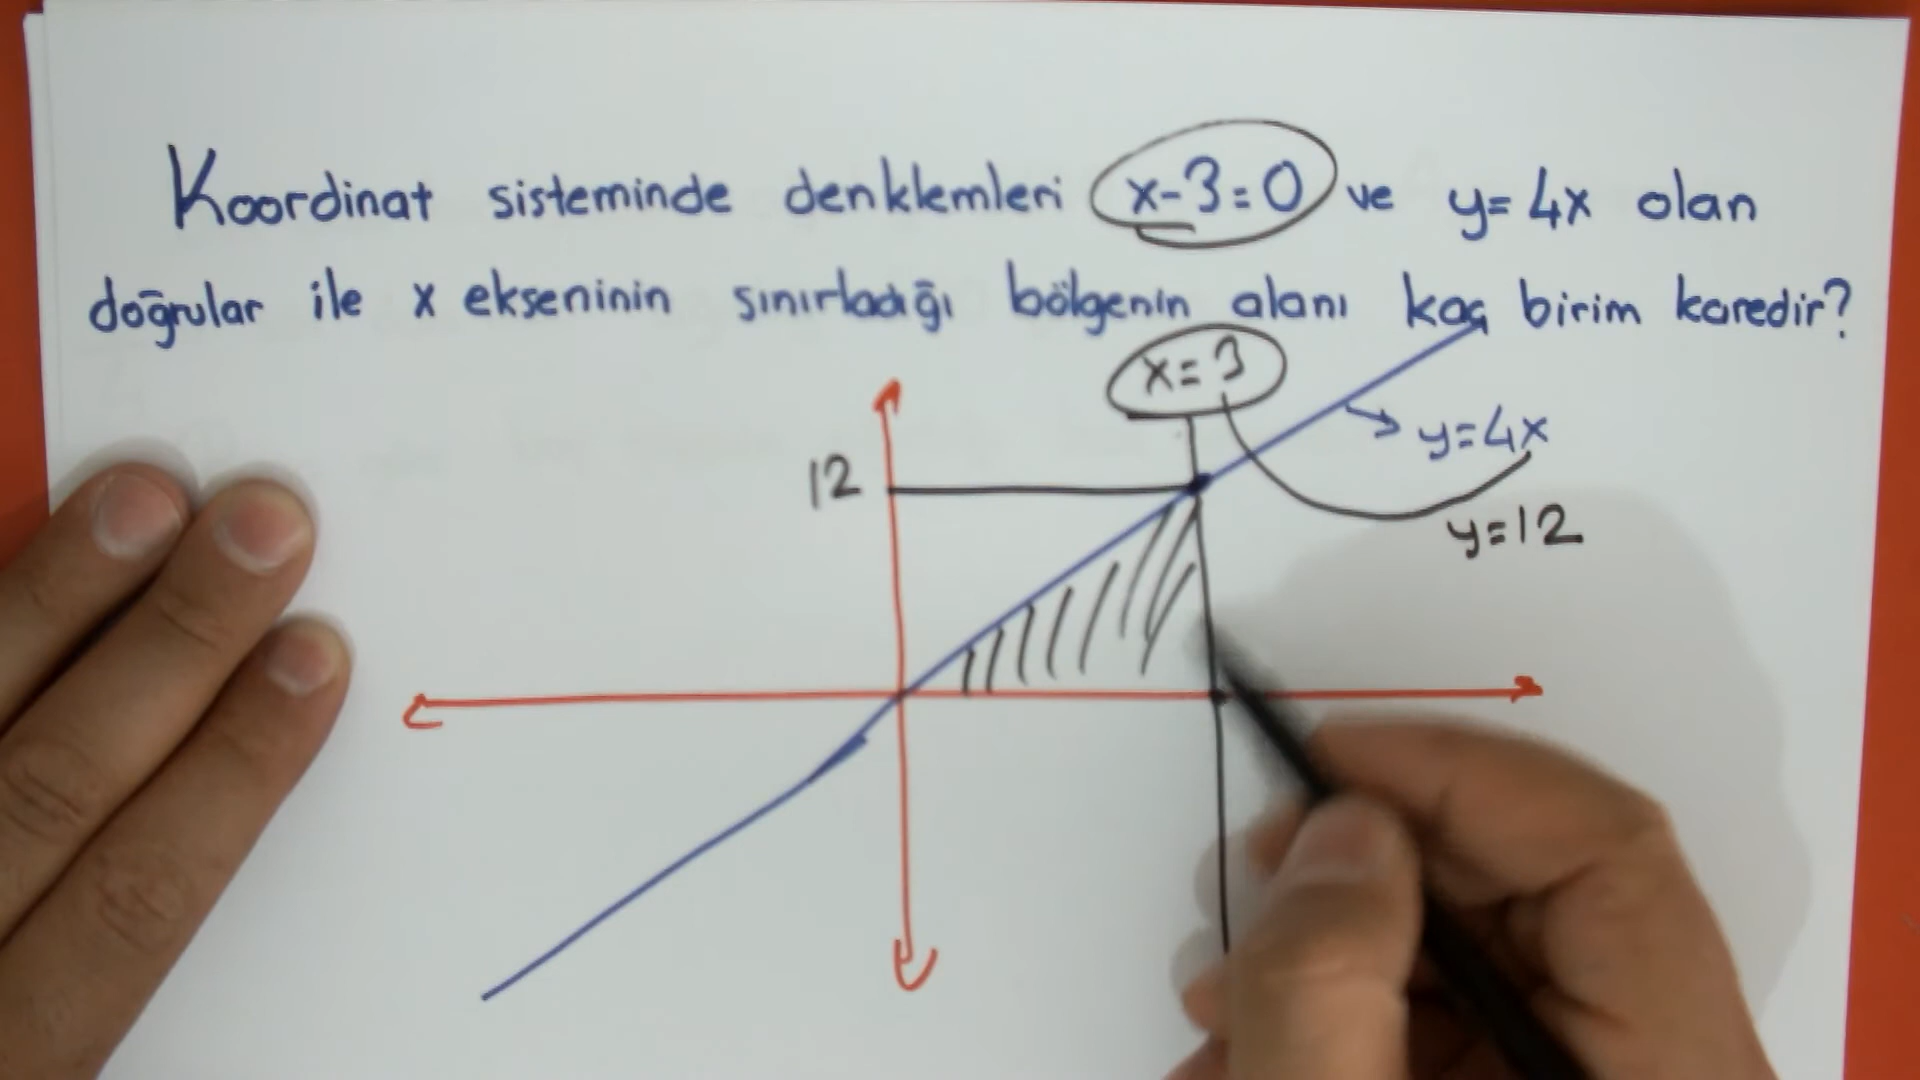 Koordinat sisteminde denklemleri x-3=0 ve y=4x olan
doğrular ile x ekseninin sınırladığı bölgenin alanı kaç birim karedir?
x=3
y=4x
12
y=12